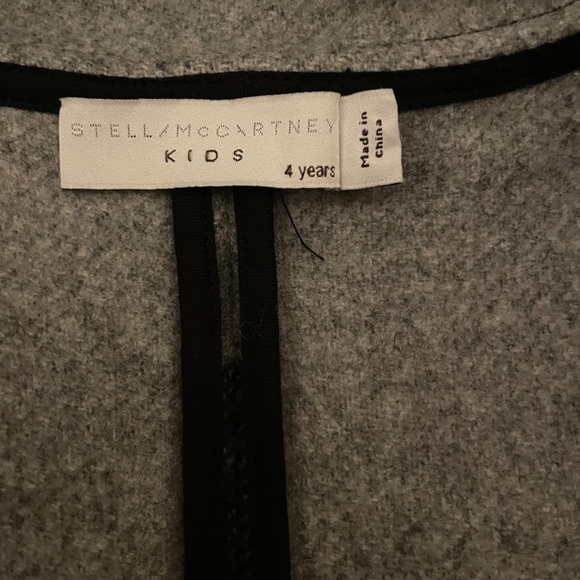 STELLA McCARTNEY
KIDS
4 years
Made in
China